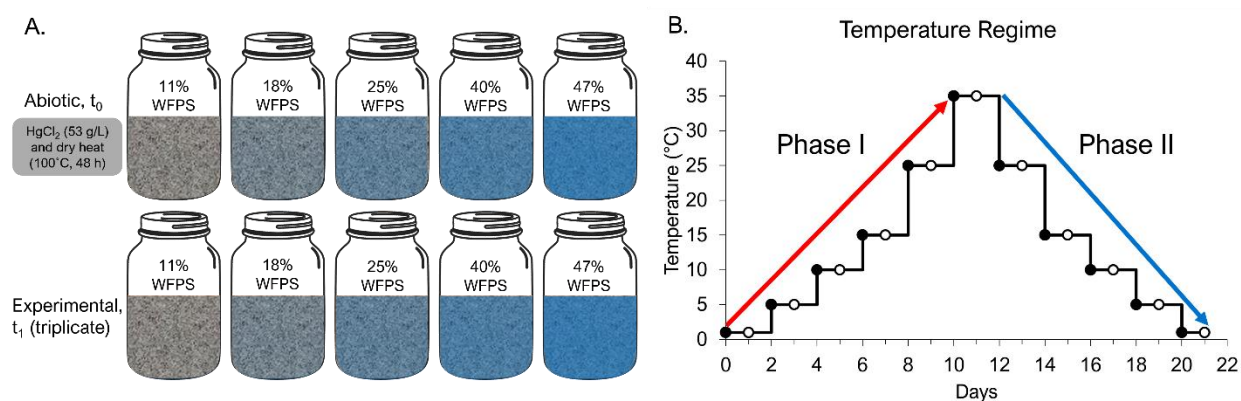 A.
11%
WFPS
18%
WFPS
25%
WFPS
40%
WFPS
47%
WFPS
Abiotic, t₀
HgCl₂ (53 g/L)
and dry heat
(100˚C, 48 h)
11%
WFPS
18%
WFPS
25%
WFPS
40%
WFPS
47%
WFPS
Experimental,
t₁ (triplicate)
B.
Temperature Regime
Temperature (°C)
40
35
30
25
20
15
10
5
0
Phase I
Phase II
0 2 4 6 8 10 12 14 16 18 20 22
Days